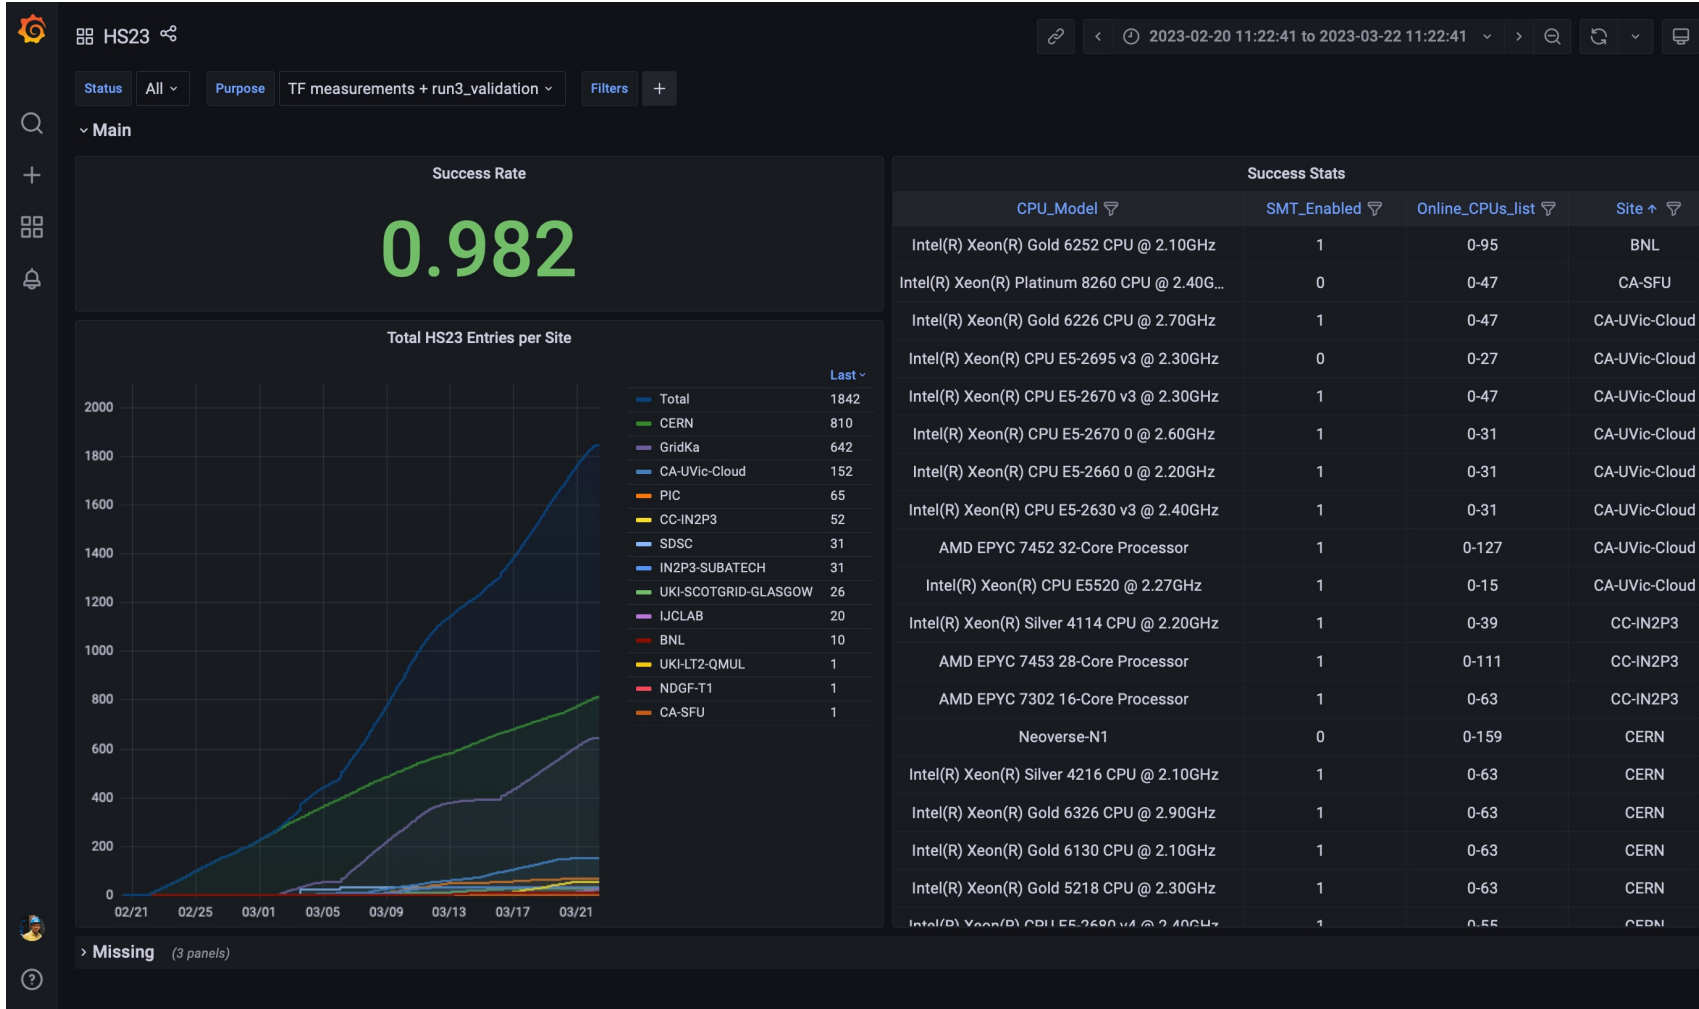 HS23
2023-02-20 11:22:41 to 2023-03-22 11:22:41
Status All Purpose TF measurements + run3_validation Filters +
Main
Success Rate
0.982
Total HS23 Entries per Site
Last
Total 1842
CERN 810
GridKa 642
CA-UVic-Cloud 152
PIC 65
CC-IN2P3 52
SDSC 31
IN2P3-SUBATECH 31
UKI-SCOTGRID-GLASGOW 26
IJCLAB 20
BNL 10
UKI-LT2-QMUL 1
NDGF-T1 1
CA-SFU 1
2000
1800
1600
1400
1200
1000
800
600
400
200
0
02/21 02/25 03/01 03/05 03/09 03/13 03/17 03/21
Success Stats
CPU_Model SMT_Enabled Online_CPUs_list Site
Intel(R) Xeon(R) Gold 6252 CPU @ 2.10GHz 1 0-95 BNL
Intel(R) Xeon(R) Platinum 8260 CPU @ 2.40G... 0 0-47 CA-SFU
Intel(R) Xeon(R) Gold 6226 CPU @ 2.70GHz 1 0-47 CA-UVic-Cloud
Intel(R) Xeon(R) CPU E5-2695 v3 @ 2.30GHz 0 0-27 CA-UVic-Cloud
Intel(R) Xeon(R) CPU E5-2670 v3 @ 2.30GHz 1 0-47 CA-UVic-Cloud
Intel(R) Xeon(R) CPU E5-2670 0 @ 2.60GHz 1 0-31 CA-UVic-Cloud
Intel(R) Xeon(R) CPU E5-2660 0 @ 2.20GHz 1 0-31 CA-UVic-Cloud
Intel(R) Xeon(R) CPU E5-2630 v3 @ 2.40GHz 1 0-31 CA-UVic-Cloud
AMD EPYC 7452 32-Core Processor 1 0-127 CA-UVic-Cloud
Intel(R) Xeon(R) CPU E5520 @ 2.27GHz 1 0-15 CA-UVic-Cloud
Intel(R) Xeon(R) Silver 4114 CPU @ 2.20GHz 1 0-39 CC-IN2P3
AMD EPYC 7453 28-Core Processor 1 0-111 CC-IN2P3
AMD EPYC 7302 16-Core Processor 1 0-63 CC-IN2P3
Neoverse-N1 0 0-159 CERN
Intel(R) Xeon(R) Silver 4216 CPU @ 2.10GHz 1 0-63 CERN
Intel(R) Xeon(R) Gold 6326 CPU @ 2.90GHz 1 0-63 CERN
Intel(R) Xeon(R) Gold 6130 CPU @ 2.10GHz 1 0-63 CERN
Intel(R) Xeon(R) Gold 5218 CPU @ 2.30GHz 1 0-63 CERN
Intel(R) Xeon(R) CPU E5-2680 v4 @ 2.40GHz 1 0-55 CERN
Missing (3 panels)